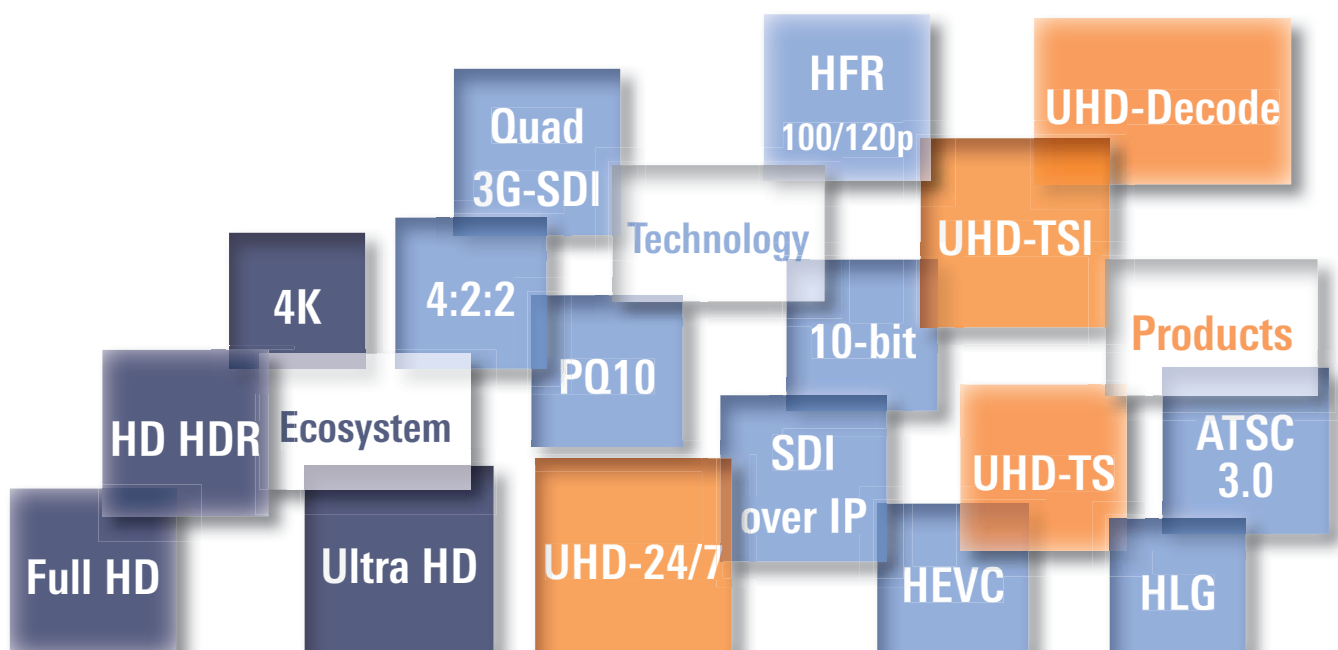 HFR
100/120p
UHD-Decode
Quad
3G-SDI
Technology
UHD-TSI
4K
4:2:2
PQ10
10-bit
Products
HD HDR
Ecosystem
SDI
over IP
UHD-TS
ATSC
3.0
Full HD
Ultra HD
UHD-24/7
HEVC
HLG